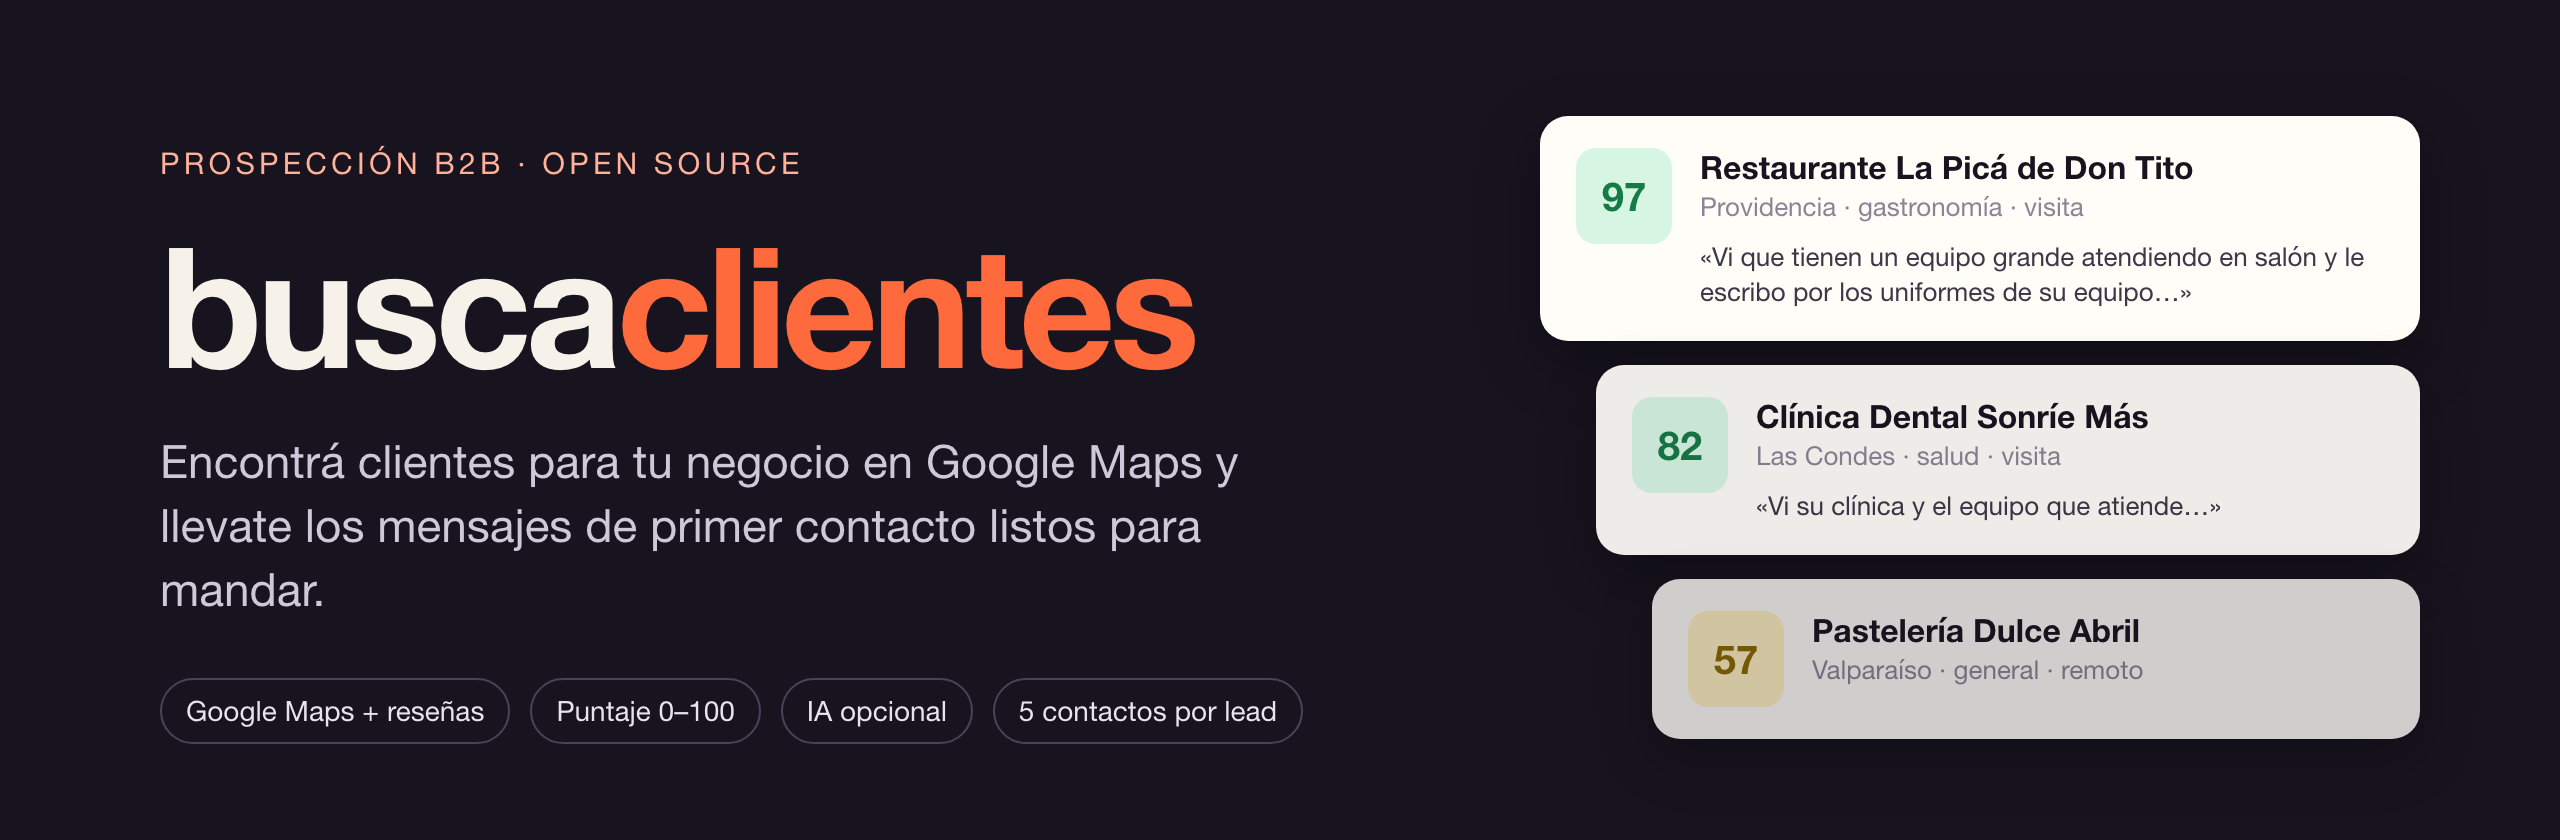 PROSPECCIÓN B2B · OPEN SOURCE
buscaclientes
Encontrá clientes para tu negocio en Google Maps y
llevate los mensajes de primer contacto listos para
mandar.
Google Maps + reseñas
Puntaje 0–100
IA opcional
5 contactos por lead
97
Restaurante La Picá de Don Tito
Providencia · gastronomía · visita
«Vi que tienen un equipo grande atendiendo en salón y le
escribo por los uniformes de su equipo…»
82
Clínica Dental Sonríe Más
Las Condes · salud · visita
«Vi su clínica y el equipo que atiende…»
57
Pastelería Dulce Abril
Valparaíso · general · remoto